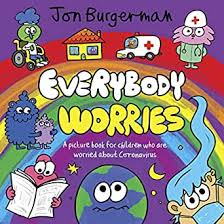 Jon Burgerman
EVERYBODY
WORRIES
A picture book for children who are
worried about Coronavirus